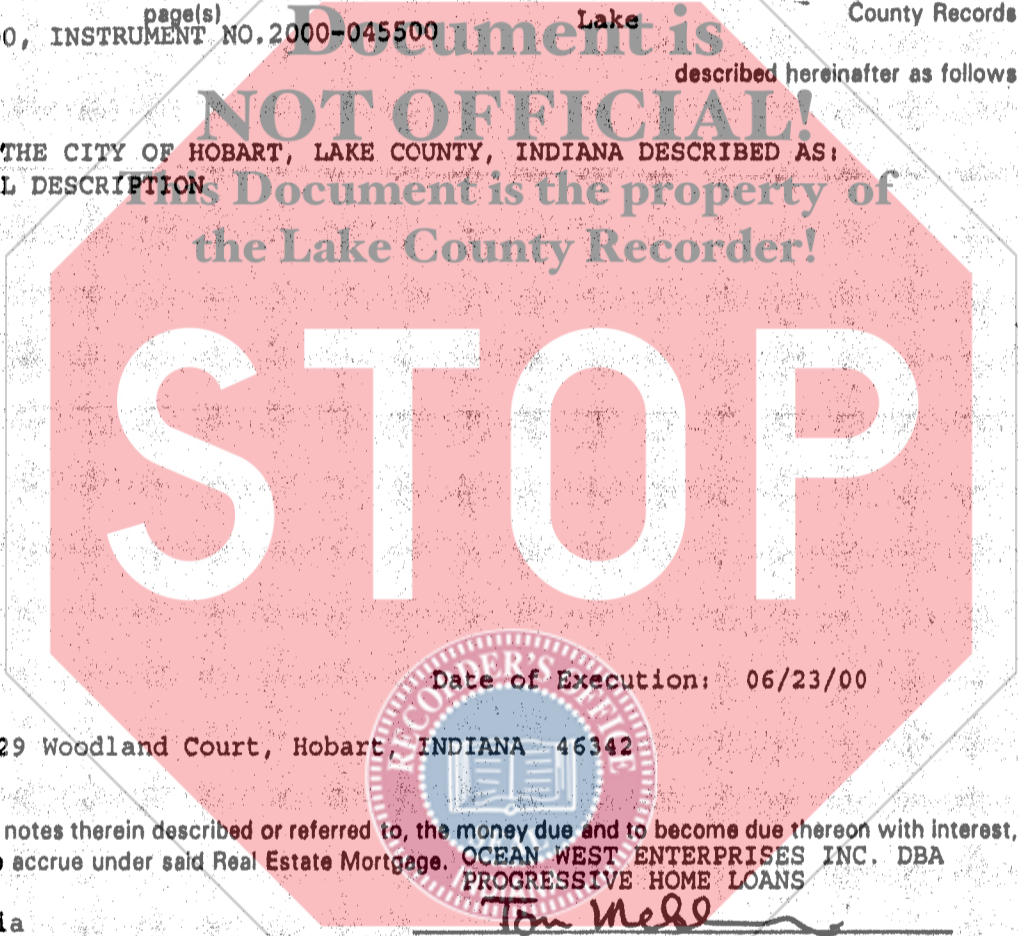 page(s)
0, INSTRUMENT NO.2000-045500 Lake County Records
Document is
described hereinafter as follows
NOT OFFICIAL!
THE CITY OF HOBART, LAKE COUNTY, INDIANA DESCRIBED AS:
L DESCRIPTION
This Document is the property of
the Lake County Recorder!
STOP
RECORDER'S OFFICE
Date of Execution: 06/23/00
29 Woodland Court, Hobart, INDIANA 46342
notes therein described or referred to, the money due and to become due thereon with interest,
accrue under said Real Estate Mortgage. OCEAN WEST ENTERPRISES INC. DBA
PROGRESSIVE HOME LOANS
Tom